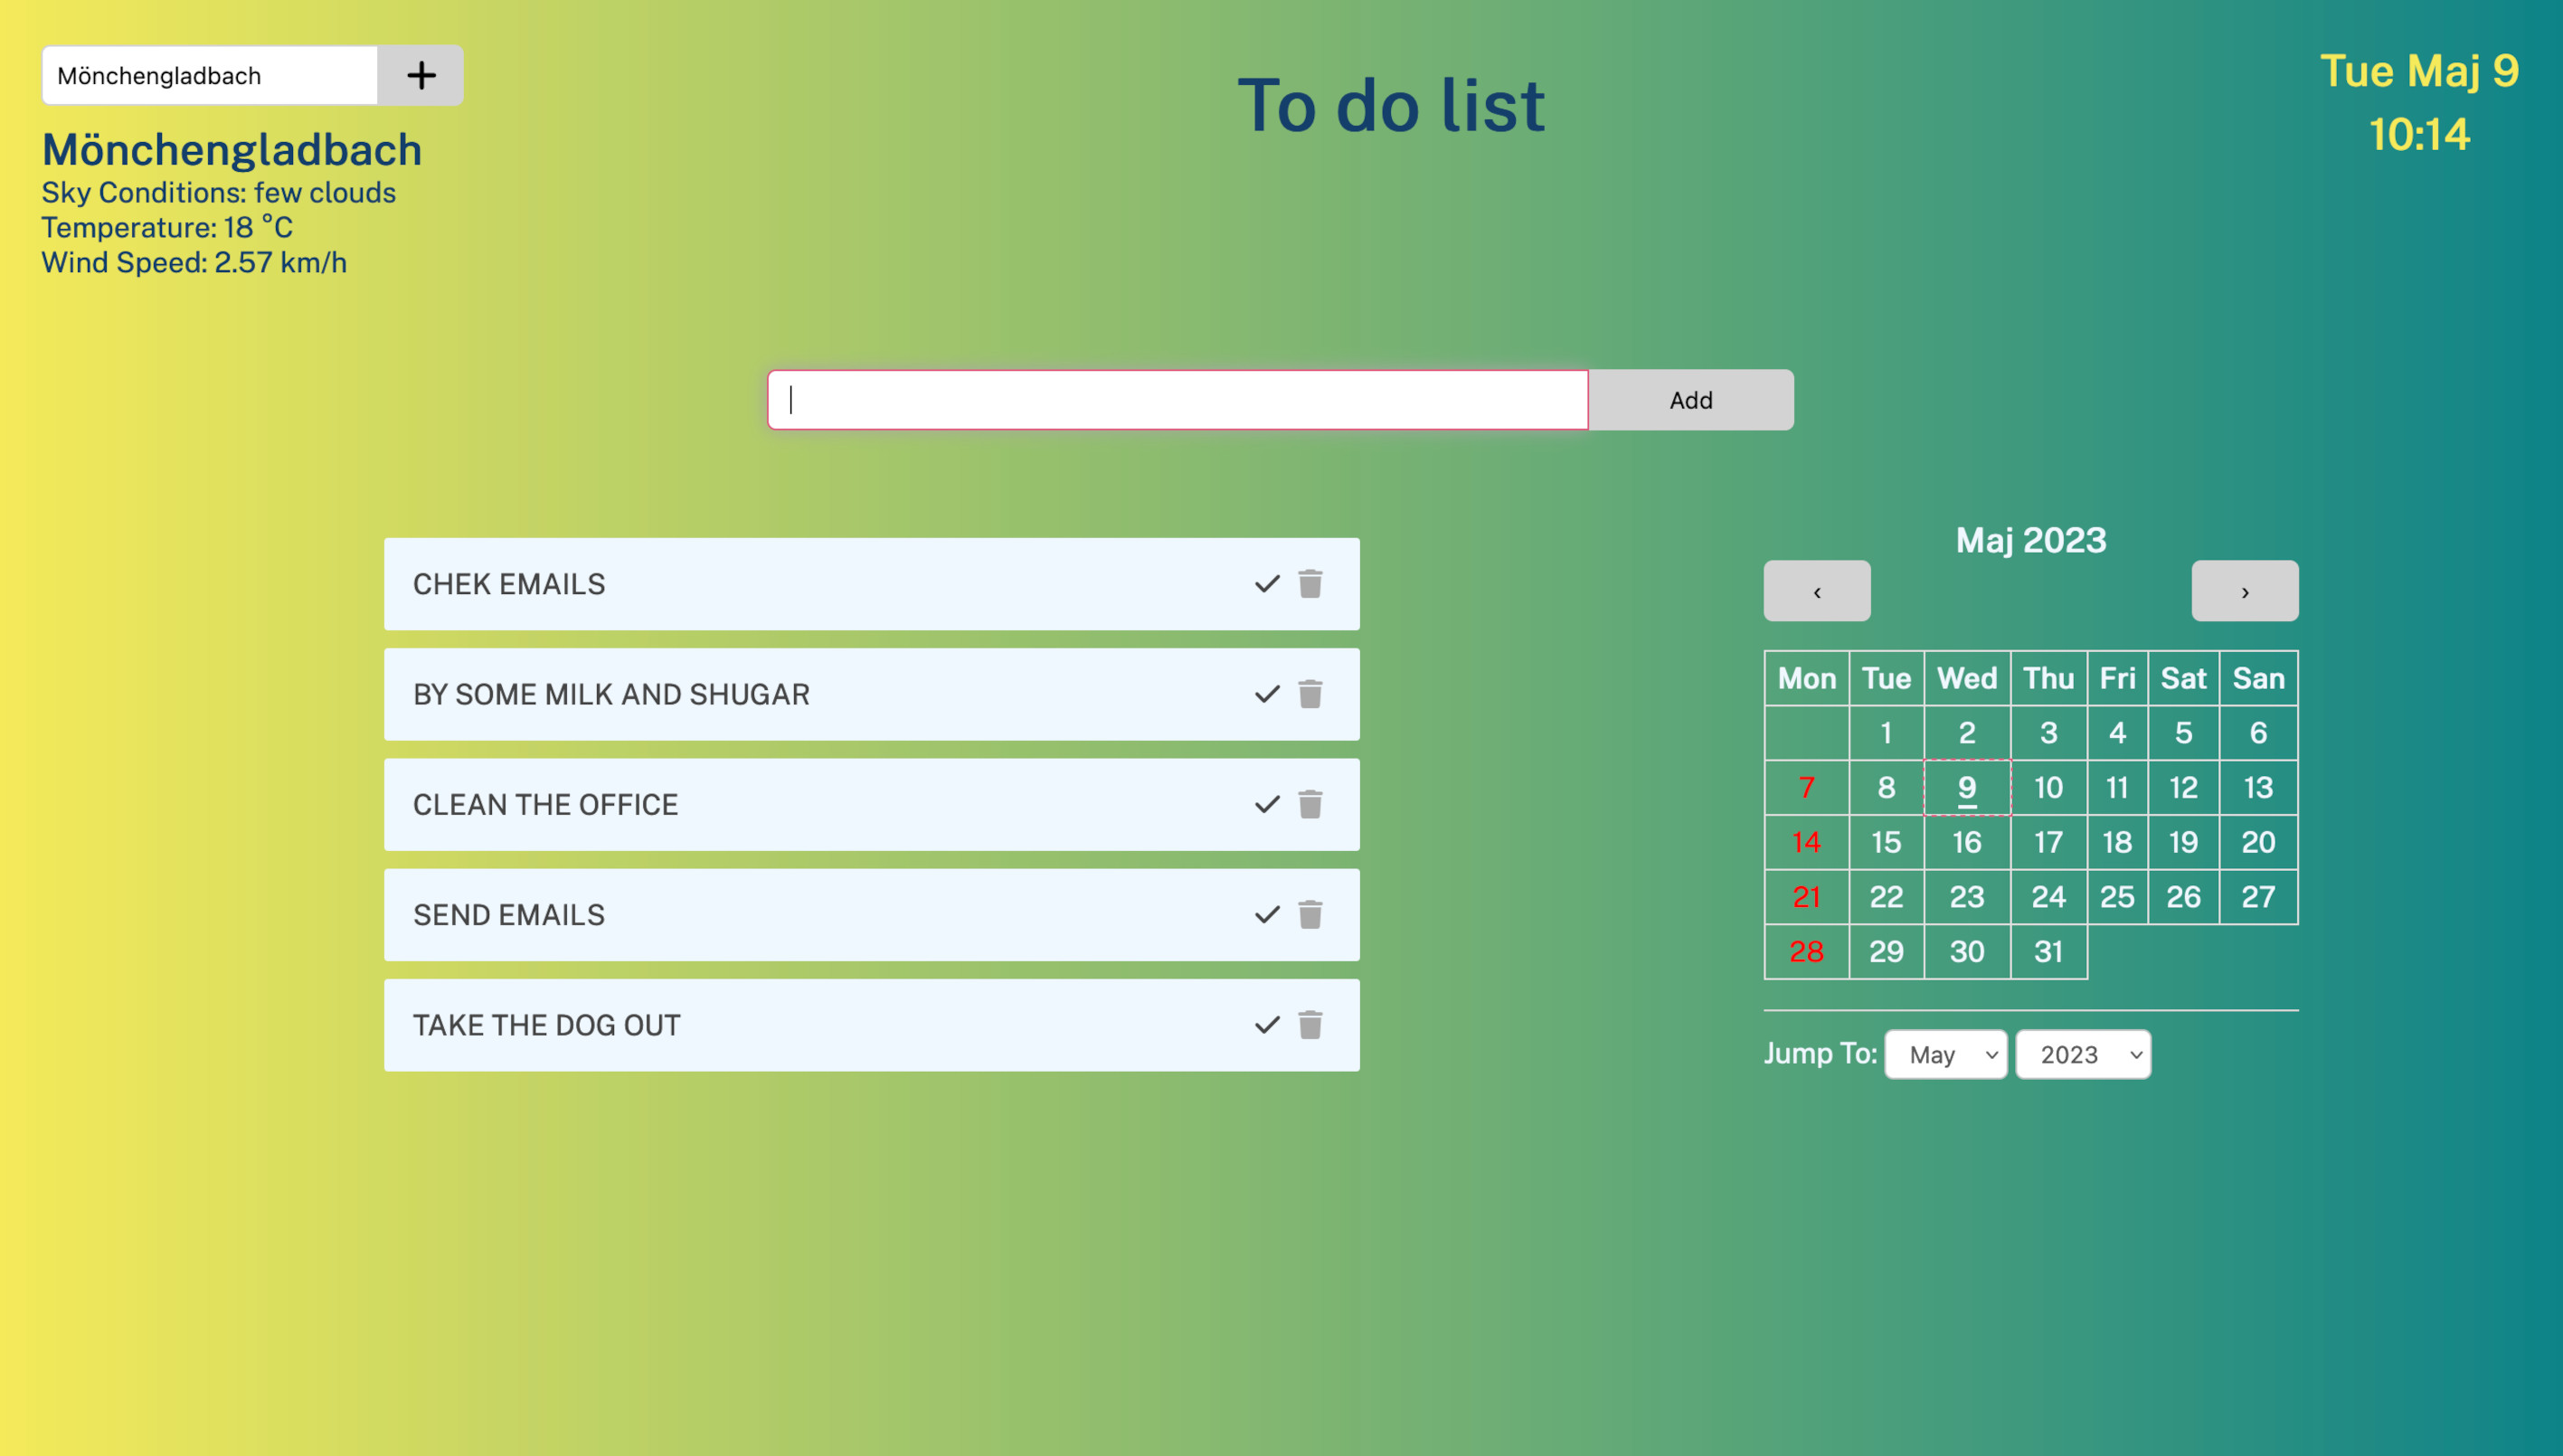 Mönchengladbach +
Mönchengladbach
Sky Conditions: few clouds
Temperature: 18 °C
Wind Speed: 2.57 km/h
To do list
Tue Maj 9
10:14
Add
CHEK EMAILS
BY SOME MILK AND SHUGAR
CLEAN THE OFFICE
SEND EMAILS
TAKE THE DOG OUT
Maj 2023
‹ ›
Mon Tue Wed Thu Fri Sat San
1 2 3 4 5 6
7 8 9 10 11 12 13
14 15 16 17 18 19 20
21 22 23 24 25 26 27
28 29 30 31
Jump To: May 2023